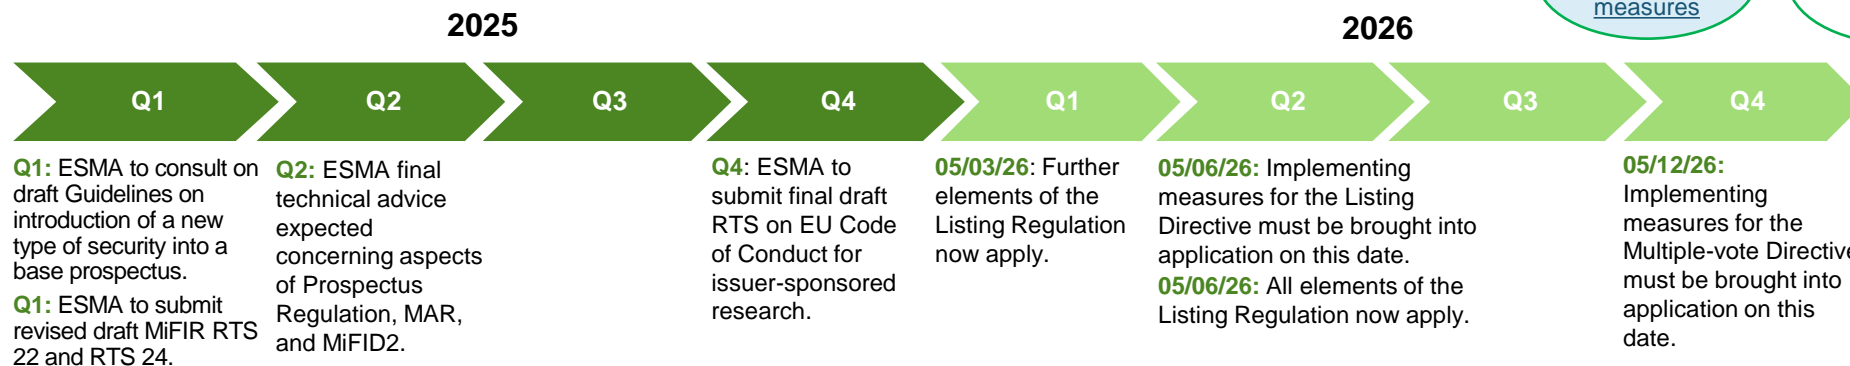 measures
2025
2026
Q1
Q2
Q3
Q4
Q1
Q2
Q3
Q4
Q1: ESMA to consult on
draft Guidelines on
introduction of a new
type of security into a
base prospectus.
Q1: ESMA to submit
revised draft MiFIR RTS
22 and RTS 24.
Q2: ESMA final
technical advice
expected
concerning aspects
of Prospectus
Regulation, MAR,
and MiFID2.
Q4: ESMA to
submit final draft
RTS on EU Code
of Conduct for
issuer-sponsored
research.
05/03/26: Further
elements of the
Listing Regulation
now apply.
05/06/26: Implementing
measures for the Listing
Directive must be brought into
application on this date.
05/06/26: All elements of the
Listing Regulation now apply.
05/12/26:
Implementing
measures for the
Multiple-vote Directive
must be brought into
application on this
date.